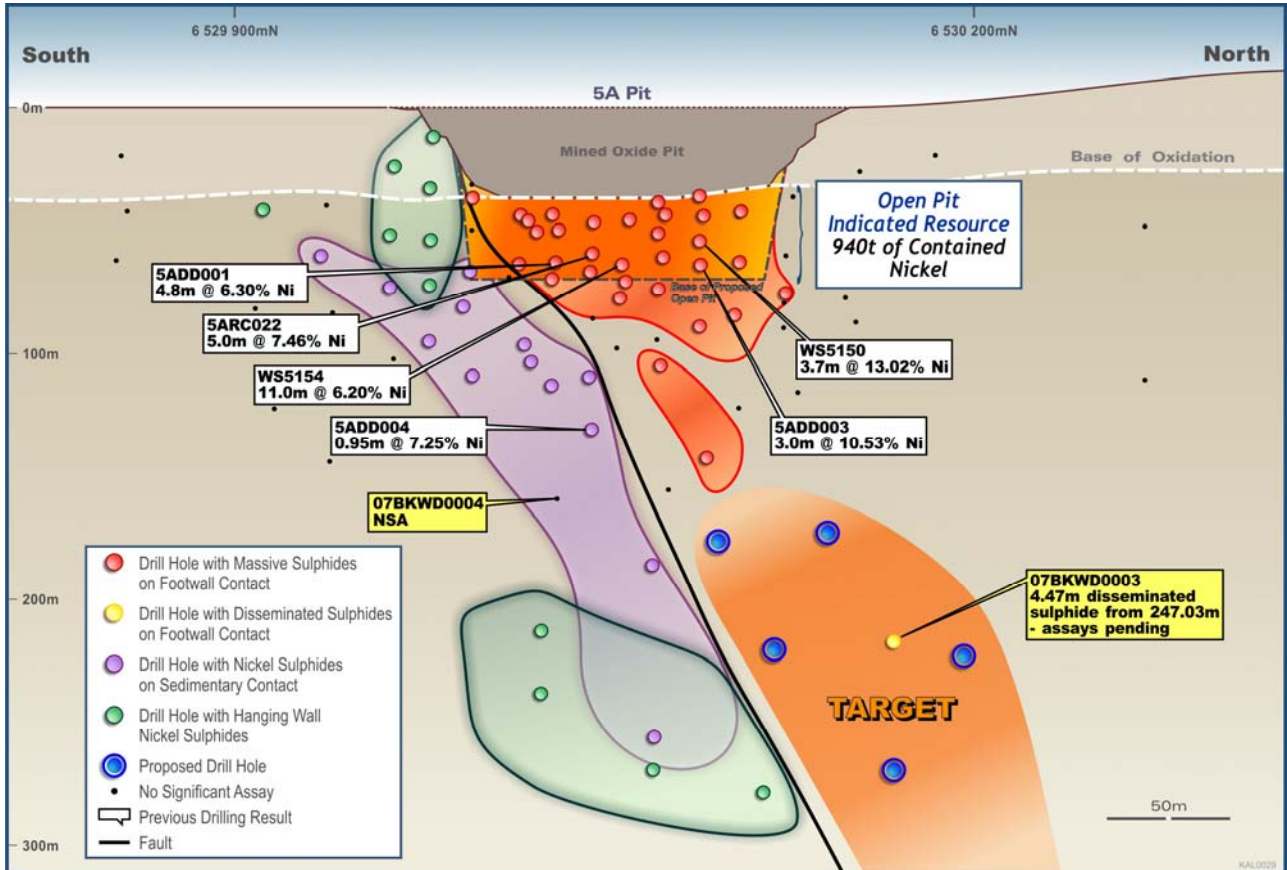 6 529 900mN
6 530 200mN
South
North
5A Pit
0m
Mined Oxide Pit
Base of Oxidation
Open Pit
Indicated Resource
940t of Contained
Nickel
5ADD001
4.8m @ 6.30% Ni
Base of Proposed
Open Pit
5ARC022
5.0m @ 7.46% Ni
WS5150
3.7m @ 13.02% Ni
100m
WS5154
11.0m @ 6.20% Ni
5ADD004
0.95m @ 7.25% Ni
5ADD003
3.0m @ 10.53% Ni
07BKWD0004
NSA
Drill Hole with Massive Sulphides
on Footwall Contact
Drill Hole with Disseminated Sulphides
on Footwall Contact
Drill Hole with Nickel Sulphides
on Sedimentary Contact
Drill Hole with Hanging Wall
Nickel Sulphides
Proposed Drill Hole
No Significant Assay
Previous Drilling Result
Fault
07BKWD0003
4.47m disseminated
sulphide from 247.03m
- assays pending
200m
TARGET
50m
300m
KAL0029